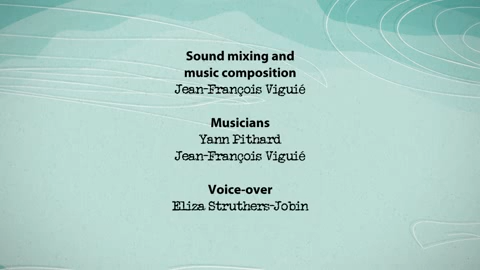 Sound mixing and
music composition
Jean-François Viguié
Musicians
Yann Pithard
Jean-François Viguié
Voice-over
Eliza Struthers-Jobin